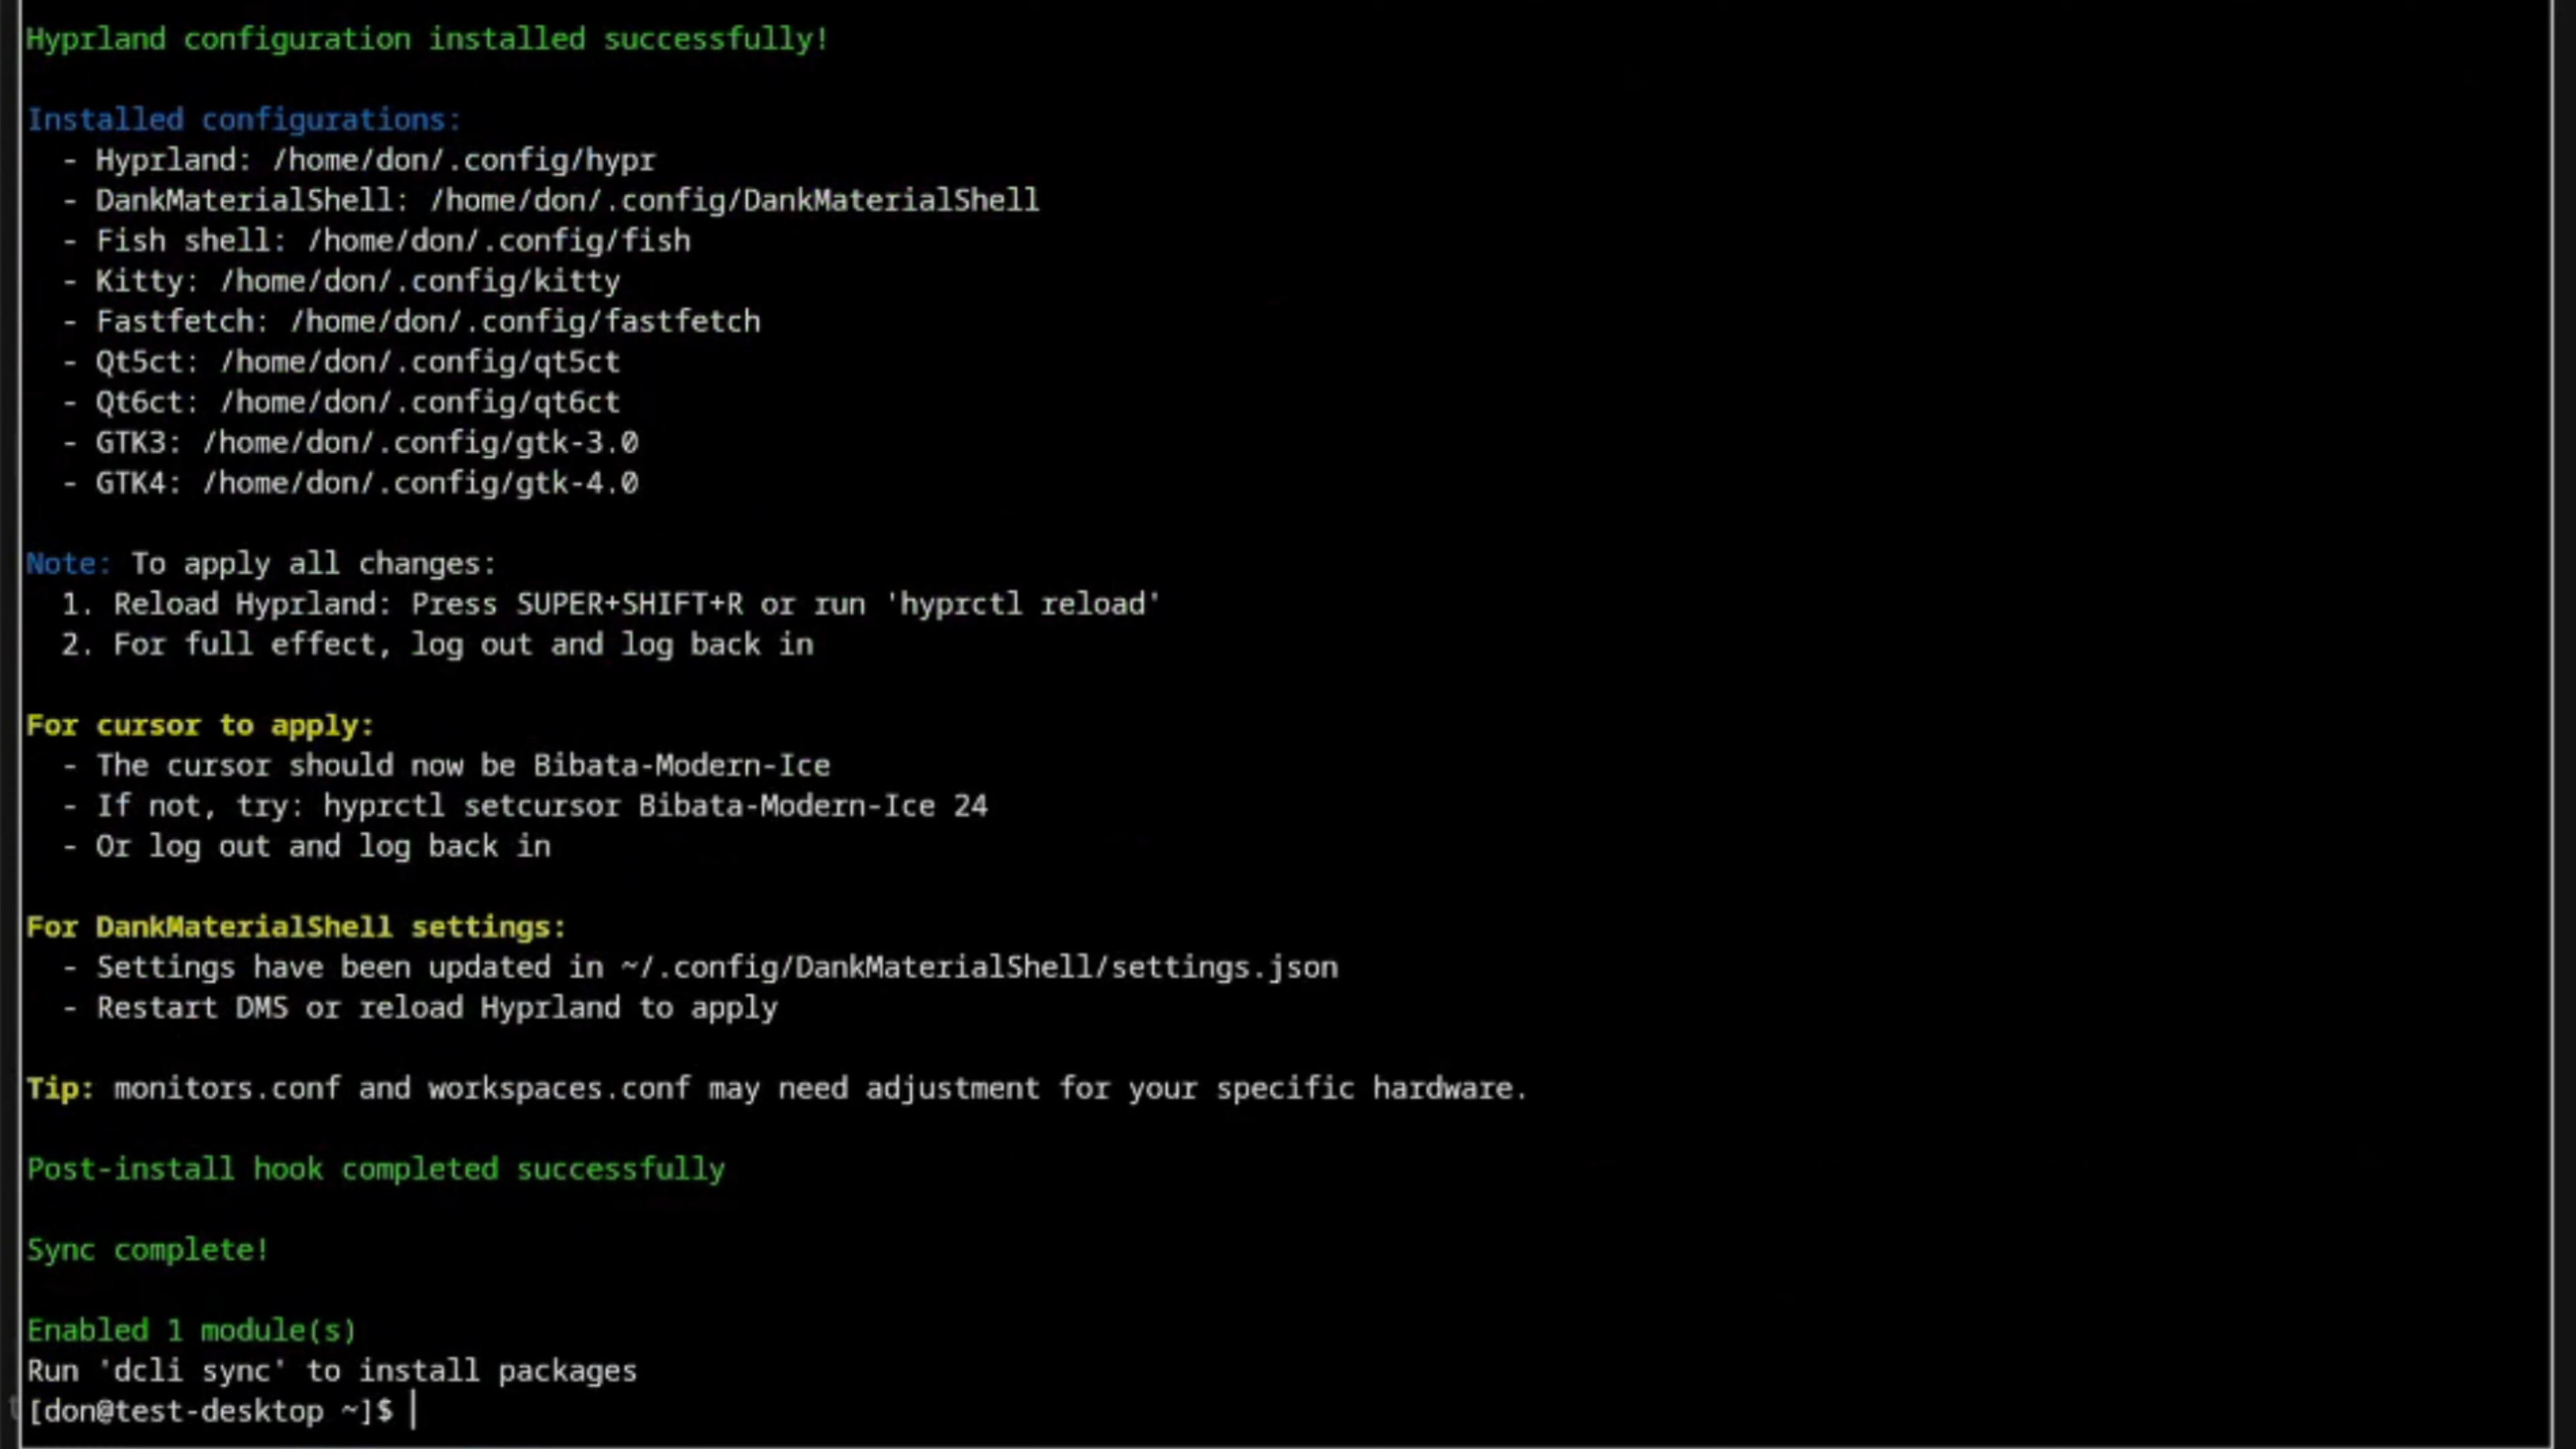 Hyprland configuration installed successfully!
Installed configurations:
- Hyprland: /home/don/.config/hypr
- DankMaterialShell: /home/don/.config/DankMaterialShell
- Fish shell: /home/don/.config/fish
- Kitty: /home/don/.config/kitty
- Fastfetch: /home/don/.config/fastfetch
- Qt5ct: /home/don/.config/qt5ct
- Qt6ct: /home/don/.config/qt6ct
- GTK3: /home/don/.config/gtk-3.0
- GTK4: /home/don/.config/gtk-4.0
Note: To apply all changes:
1. Reload Hyprland: Press SUPER+SHIFT+R or run 'hyprctl reload'
2. For full effect, log out and log back in
For cursor to apply:
- The cursor should now be Bibata-Modern-Ice
- If not, try: hyprctl setcursor Bibata-Modern-Ice 24
- Or log out and log back in
For DankMaterialShell settings:
- Settings have been updated in ~/.config/DankMaterialShell/settings.json
- Restart DMS or reload Hyprland to apply
Tip: monitors.conf and workspaces.conf may need adjustment for your specific hardware.
Post-install hook completed successfully
Sync complete!
Enabled 1 module(s)
Run 'dcli sync' to install packages
[don@test-desktop ~]$